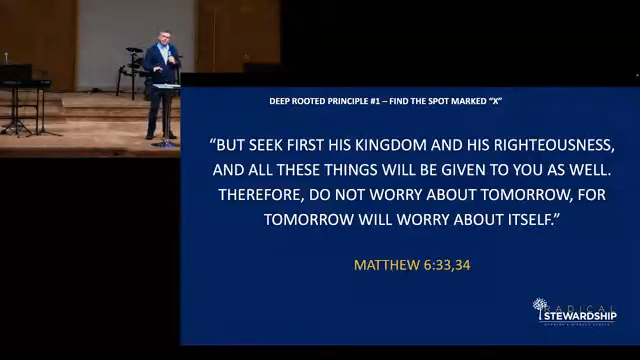 DEEP ROOTED PRINCIPLE #1 – FIND THE SPOT MARKED “X”
“BUT SEEK FIRST HIS KINGDOM AND HIS RIGHTEOUSNESS,
AND ALL THESE THINGS WILL BE GIVEN TO YOU AS WELL.
THEREFORE, DO NOT WORRY ABOUT TOMORROW, FOR
TOMORROW WILL WORRY ABOUT ITSELF.”
MATTHEW 6:33,34
RADICAL
STEWARDSHIP